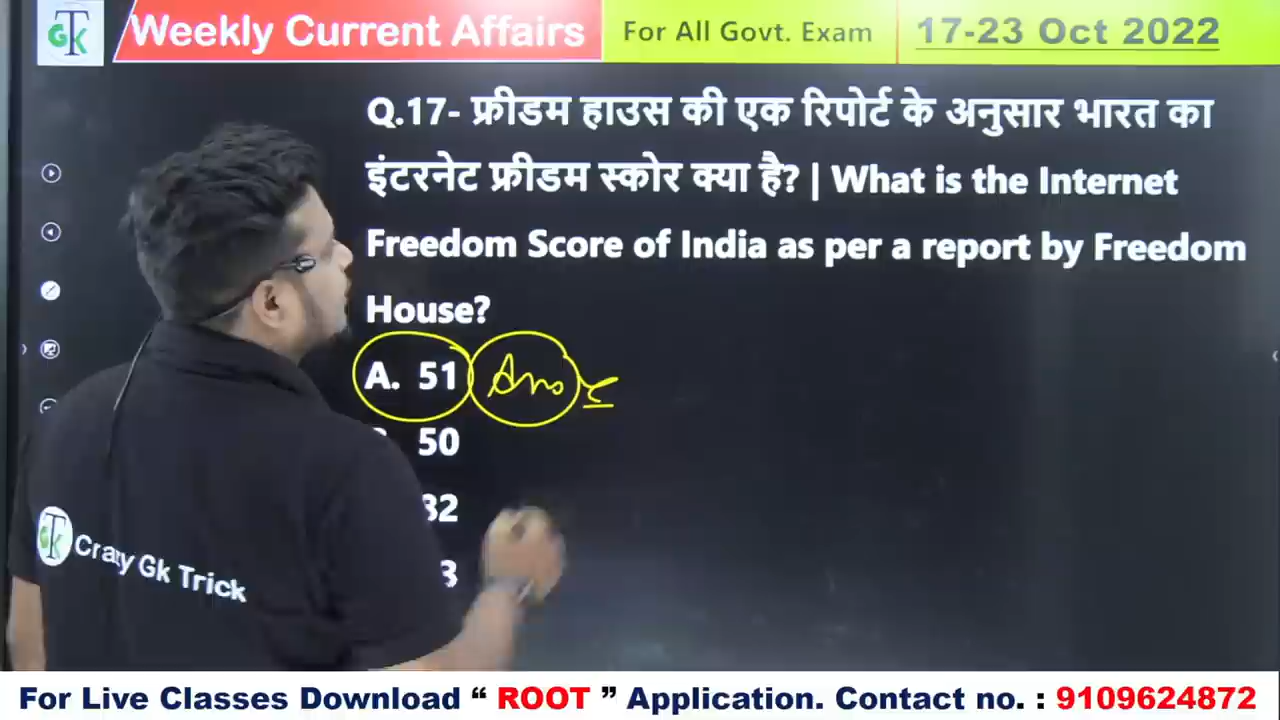 Weekly Current Affairs
For All Govt. Exam
17-23 Oct 2022
Q.17- फ्रीडम हाउस की एक रिपोर्ट के अनुसार भारत का
इंटरनेट फ्रीडम स्कोर क्या है? | What is the Internet
Freedom Score of India as per a report by Freedom
House?
A. 51 Ans
50
32
3
Crazy Gk Trick
For Live Classes Download “ ROOT ” Application. Contact no. : 9109624872